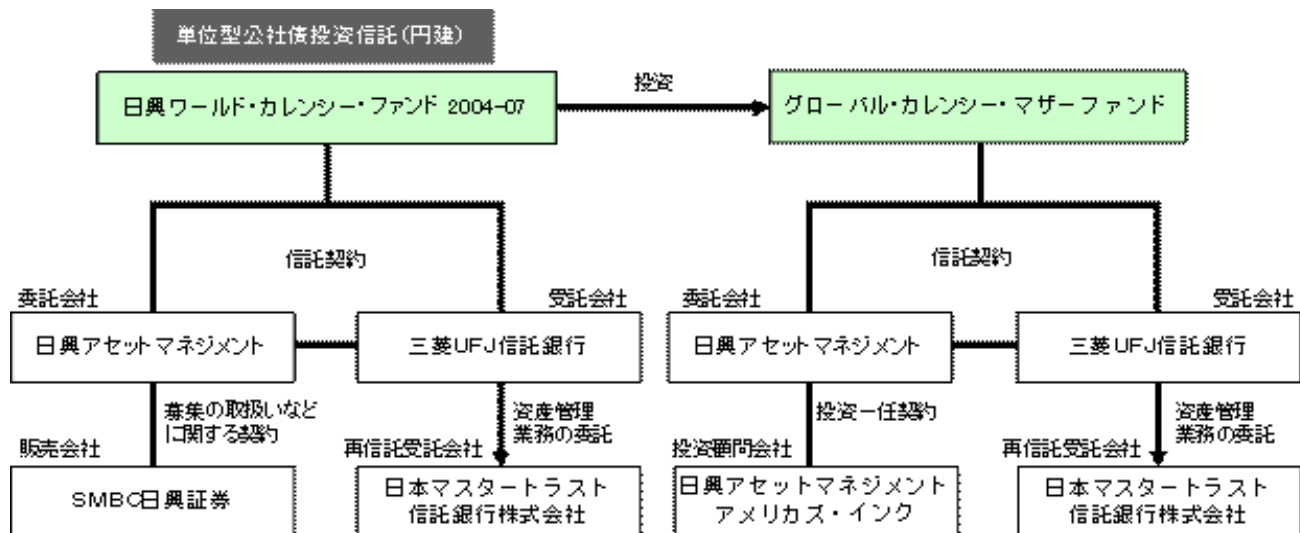 単位型公社債投資信託(円建)
日興ワールド・カレンシー・ファンド 2004-07
投資
グローバル・カレンシー・マザーファンド
信託契約
信託契約
委託会社
受託会社
委託会社
受託会社
日興アセットマネジメント
三菱UFJ信託銀行
日興アセットマネジメント
三菱UFJ信託銀行
募集の取扱いなど
に関する契約
資産管理
業務の委託
投資一任契約
資産管理
業務の委託
販売会社
再信託受託会社
投資顧問会社
再信託受託会社
SMBC日興証券
日本マスタートラスト
信託銀行株式会社
日興アセットマネジメント
アメリカズ・インク
日本マスタートラスト
信託銀行株式会社